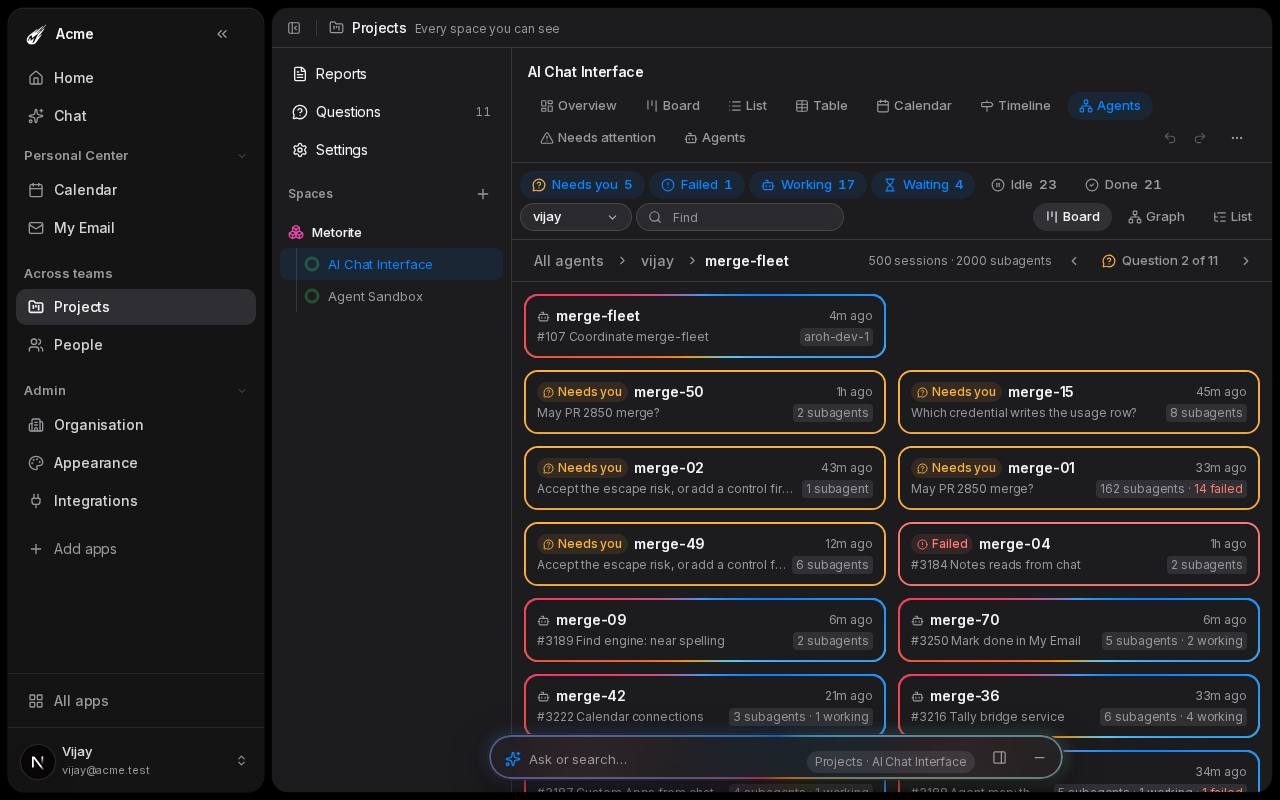 Acme
Home
Chat
Personal Center
Calendar
My Email
Across teams
Projects
People
Admin
Organisation
Appearance
Integrations
Add apps
All apps
N
Vijay
vijay@acme.test
Projects Every space you can see
Reports
Questions 11
Settings
Spaces
Metorite
AI Chat Interface
Agent Sandbox
AI Chat Interface
Overview Board List Table Calendar Timeline Agents
Needs attention Agents
Needs you 5 Failed 1 Working 17 Waiting 4 Idle 23 Done 21
vijay Find Board Graph List
All agents > vijay > merge-fleet 500 sessions · 2000 subagents Question 2 of 11
merge-fleet 4m ago
#107 Coordinate merge-fleet aroh-dev-1
Needs you merge-50 1h ago
May PR 2850 merge? 2 subagents
Needs you merge-15 45m ago
Which credential writes the usage row? 8 subagents
Needs you merge-02 43m ago
Accept the escape risk, or add a control fir… 1 subagent
Needs you merge-01 33m ago
May PR 2850 merge? 162 subagents · 14 failed
Needs you merge-49 12m ago
Accept the escape risk, or add a control f… 6 subagents
Failed merge-04 1h ago
#3184 Notes reads from chat 2 subagents
merge-09 6m ago
#3189 Find engine: near spelling 2 subagents
merge-70 6m ago
#3250 Mark done in My Email 5 subagents · 2 working
merge-42 21m ago
#3222 Calendar connections 3 subagents · 1 working
merge-36 33m ago
#3216 Tally bridge service 6 subagents · 4 working
34m ago
Ask or search… Projects · AI Chat Interface
#3187 Custom Apps from chat 4 subagents · 1 working